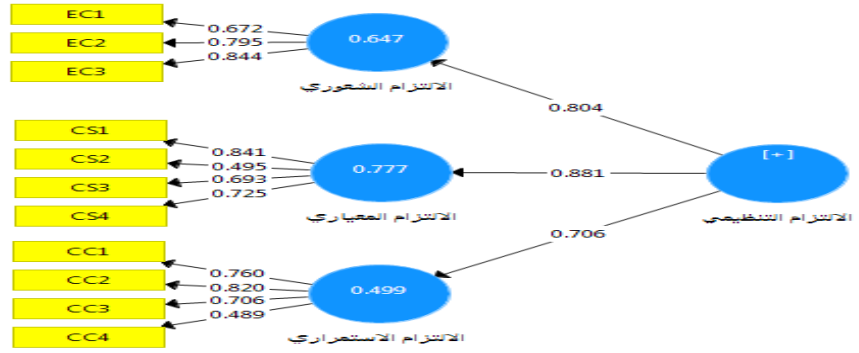 EC1
EC2
EC3
0.672
0.795
0.844
0.647
الالتزام الشعوري
0.804
CS1
CS2
CS3
CS4
0.841
0.495
0.693
0.725
0.777
الالتزام المعياري
0.881
[+]
الالتزام التنظيمي
0.706
CC1
CC2
CC3
CC4
0.760
0.820
0.706
0.489
0.499
الالتزام الاستمراري